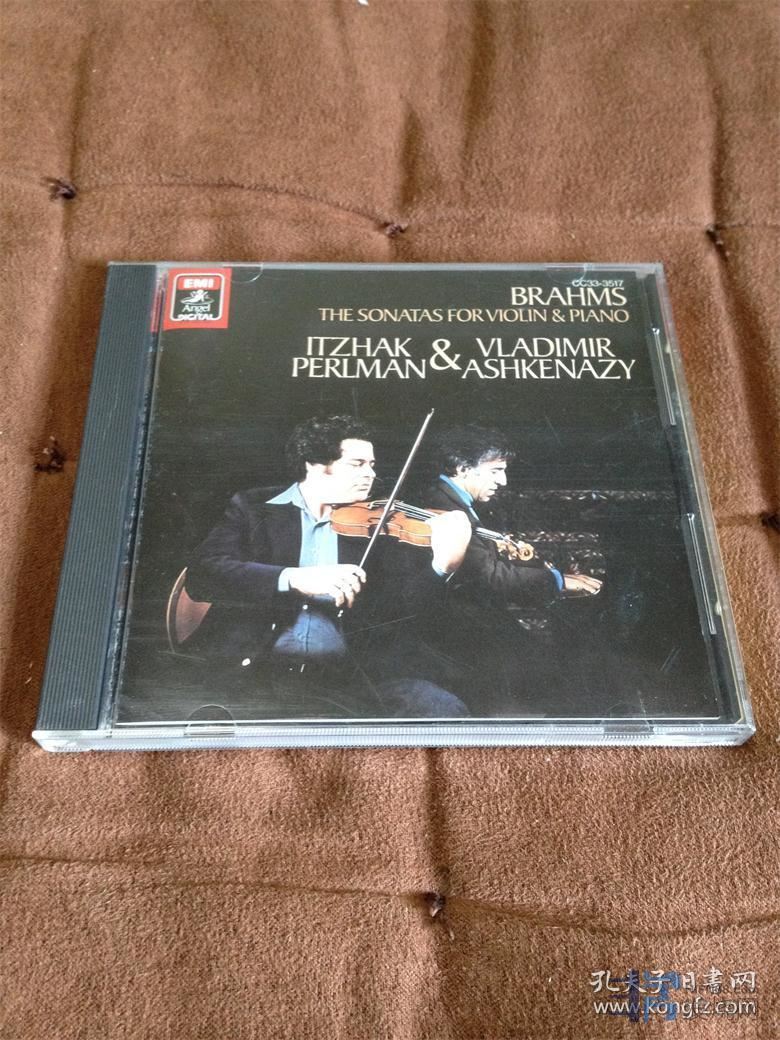 EMI
Angel
DIGITAL
CC33-3517
BRAHMS
THE SONATAS FOR VIOLIN & PIANO
ITZHAK & VLADIMIR
PERLMAN ASHKENAZY
孔夫子旧書网
www.kongfz.com